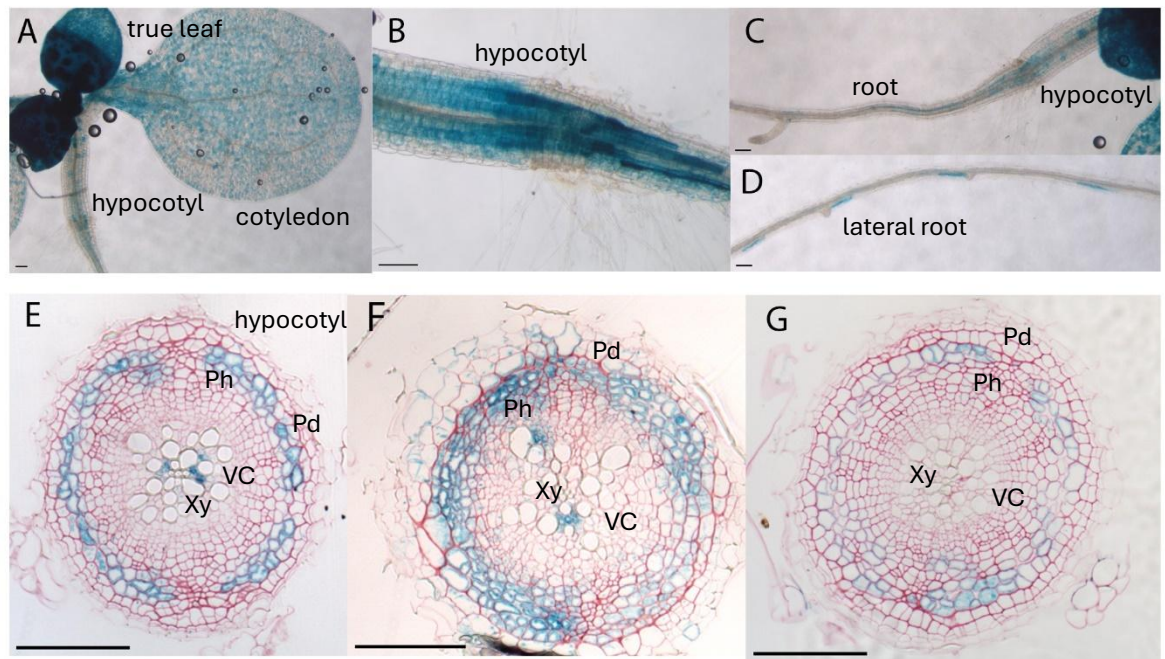 A
true leaf
hypocotyl
cotyledon
B
hypocotyl
C
root
hypocotyl
D
lateral root
E
hypocotyl
Ph
Pd
VC
Xy
F
Pd
Ph
Xy
VC
G
Pd
Ph
Xy
VC